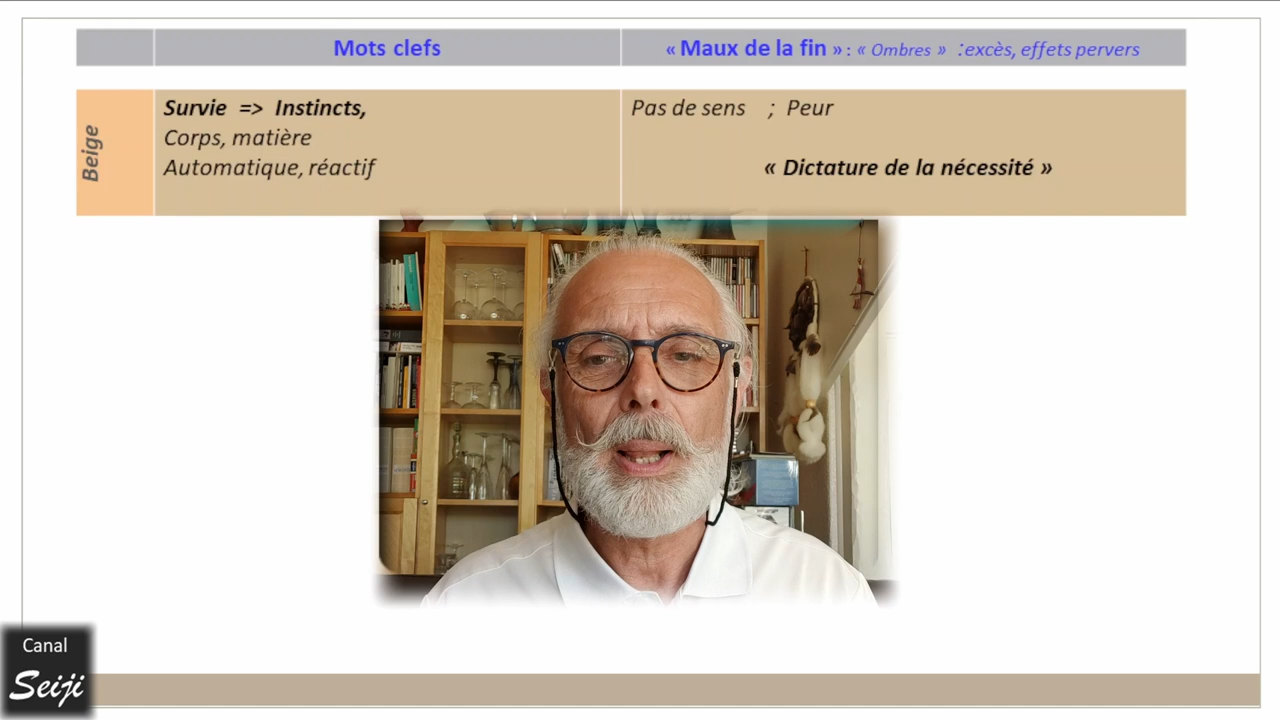 Mots clefs
« Maux de la fin » : « Ombres » :excès, effets pervers
Beige
Survie => Instincts,
Corps, matière
Automatique, réactif
Pas de sens ; Peur
« Dictature de la nécessité »
Canal
Seiji